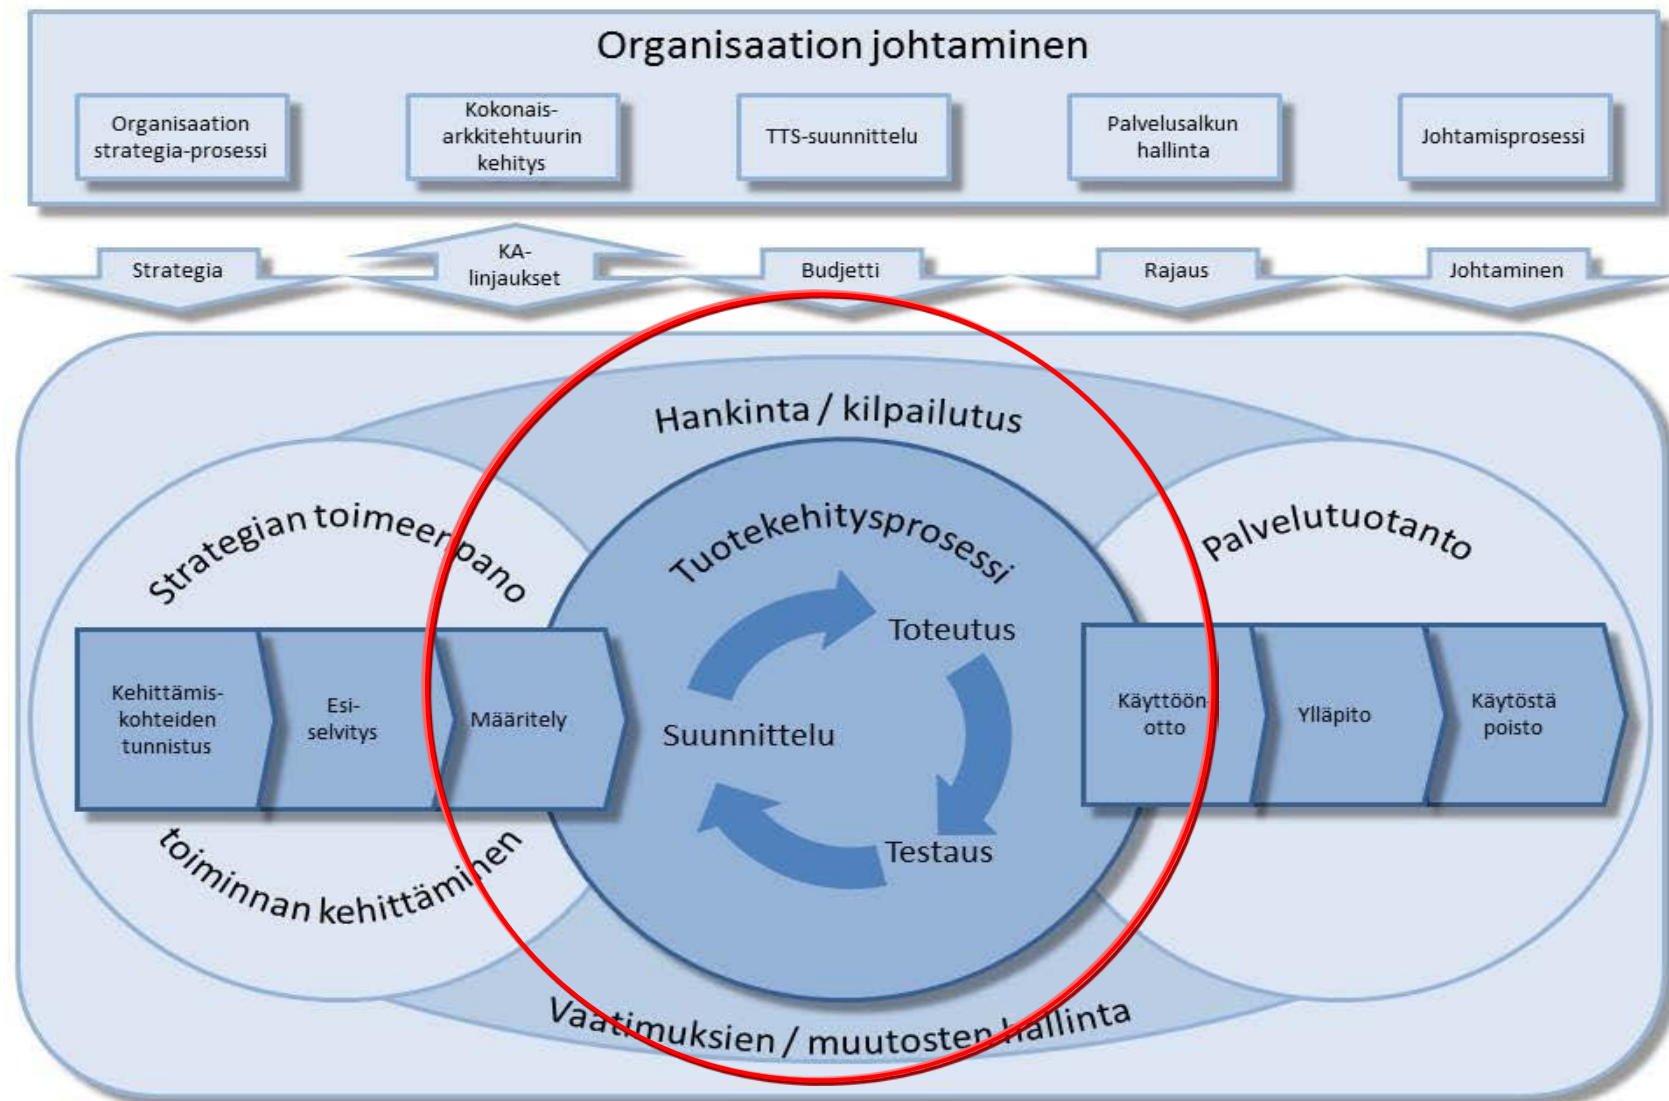 Organisaation johtaminen
Organisaation
strategia-prosessi
Kokonais-
arkkitehtuurin
kehitys
TTS-suunnittelu
Palvelusalkun
hallinta
Johtamisprosessi
Strategia
KA-
linjaukset
Budjetti
Rajaus
Johtaminen
Hankinta / kilpailutus
Strategian toimeenpano
Tuotekehitysprosessi
Palvelutuotanto
Kehittämis-
kohteiden
tunnistus
Esi-
selvitys
Määritely
Suunnittelu
Toteutus
Testaus
Käyttöön-
otto
Ylläpito
Käytöstä
poisto
toiminnan kehittäminen
Vaatimuksien / muutosten hallinta